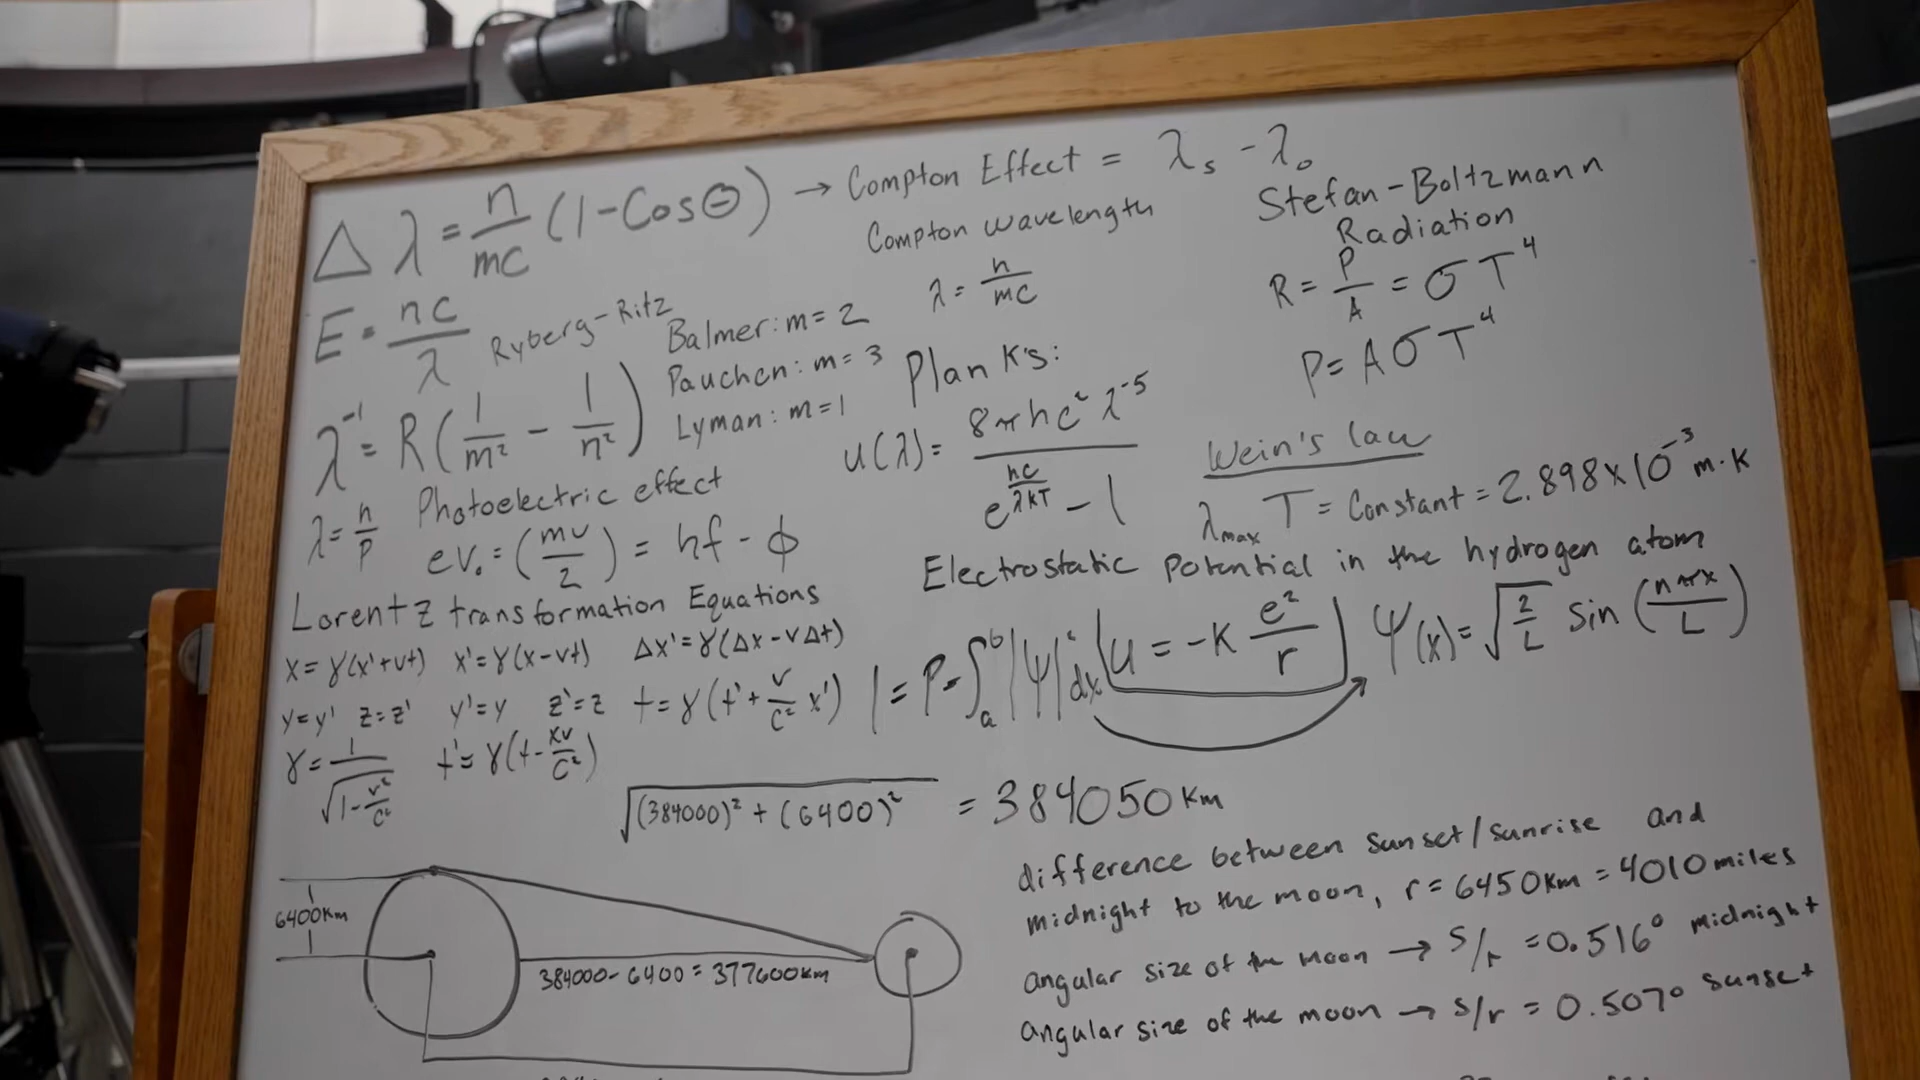 Δλ = h/mc (1-Cosθ) → Compton Effect = λs - λ0
Compton wavelength
λ = h/mc
Stefan-Boltzmann
Radiation
R = P/A = σT⁴
P = AσT⁴
E = hc/λ
Ryberg-Ritz
λ⁻¹ = R(1/m² - 1/n²)
Balmer: m = 2
Pauchen: m = 3
Lyman: m = 1
Plank's:
u(λ) = 8πhc²λ⁻⁵ / (e^(hc/λkT) - 1)
Wein's law
λmax T = Constant = 2.898 x 10⁻³ m·K
λ = h/p
Photoelectric effect
eV₀ = (mv/2) = hf - ϕ
Electrostatic Potential in the hydrogen atom
1 = P = ∫ₐᵇ |ψ|² dx (U = -K e²/r) Ψ(x) = √(2/L) sin (nπx/L)
Lorentz transformation Equations
x = γ(x'+vt) x' = γ(x-vt) Δx' = γ(Δx-vΔt)
y = y' z = z' y' = y z' = z t = γ(t' + v/c² x')
γ = 1/√(1 - v²/c²) t' = γ(t - xv/c²)
√((384000)² + (6400)²) = 384050 Km
6400Km
384000 - 6400 = 377600 Km
difference between sunset/sunrise and
midnight to the moon, r = 6450Km = 4010 miles
angular size of the moon → s/r = 0.516° midnight
angular size of the moon → s/r = 0.507° sunset